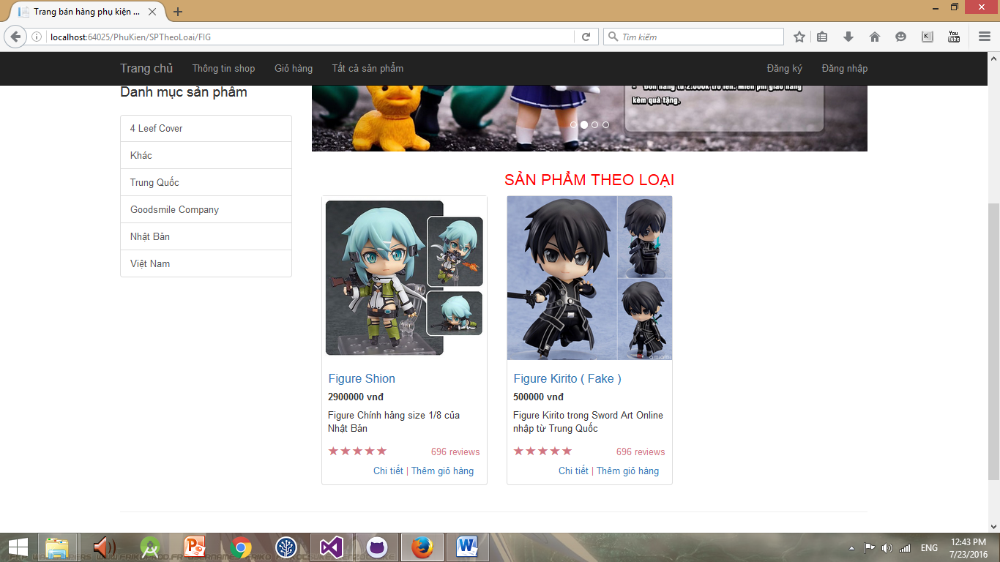 Trang bán hàng phụ kiện ...
localhost:64025/PhuKien/SPTheoLoai/FIG
Tìm kiếm
You
Tube
Trang chủ Thông tin shop Giỏ hàng Tất cả sản phẩm Đăng ký Đăng nhập
Danh mục sản phẩm
4 Leef Cover
Khác
Trung Quốc
Goodsmile Company
Nhật Bản
Việt Nam
- Đơn hàng từ 2.000k trở lên: Miễn phí giao hàng
kèm quà tặng.
SẢN PHẨM THEO LOẠI
Figure Shion
2900000 vnđ
Figure Chính hãng size 1/8 của
Nhật Bản
696 reviews
Chi tiết | Thêm giỏ hàng
Figure Kirito ( Fake )
500000 vnđ
Figure Kirito trong Sword Art Online
nhập từ Trung Quốc
696 reviews
Chi tiết | Thêm giỏ hàng
ENG
12:43 PM
7/23/2016